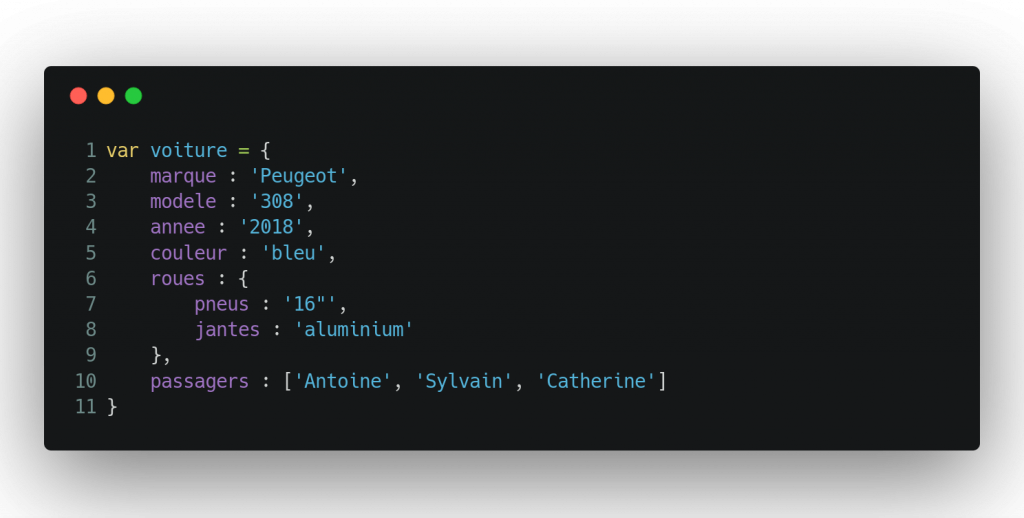 1 var voiture = {
2     marque : 'Peugeot',
3     modele : '308',
4     annee : '2018',
5     couleur : 'bleu',
6     roues : {
7         pneus : '16"',
8         jantes : 'aluminium'
9     },
10     passagers : ['Antoine', 'Sylvain', 'Catherine']
11 }